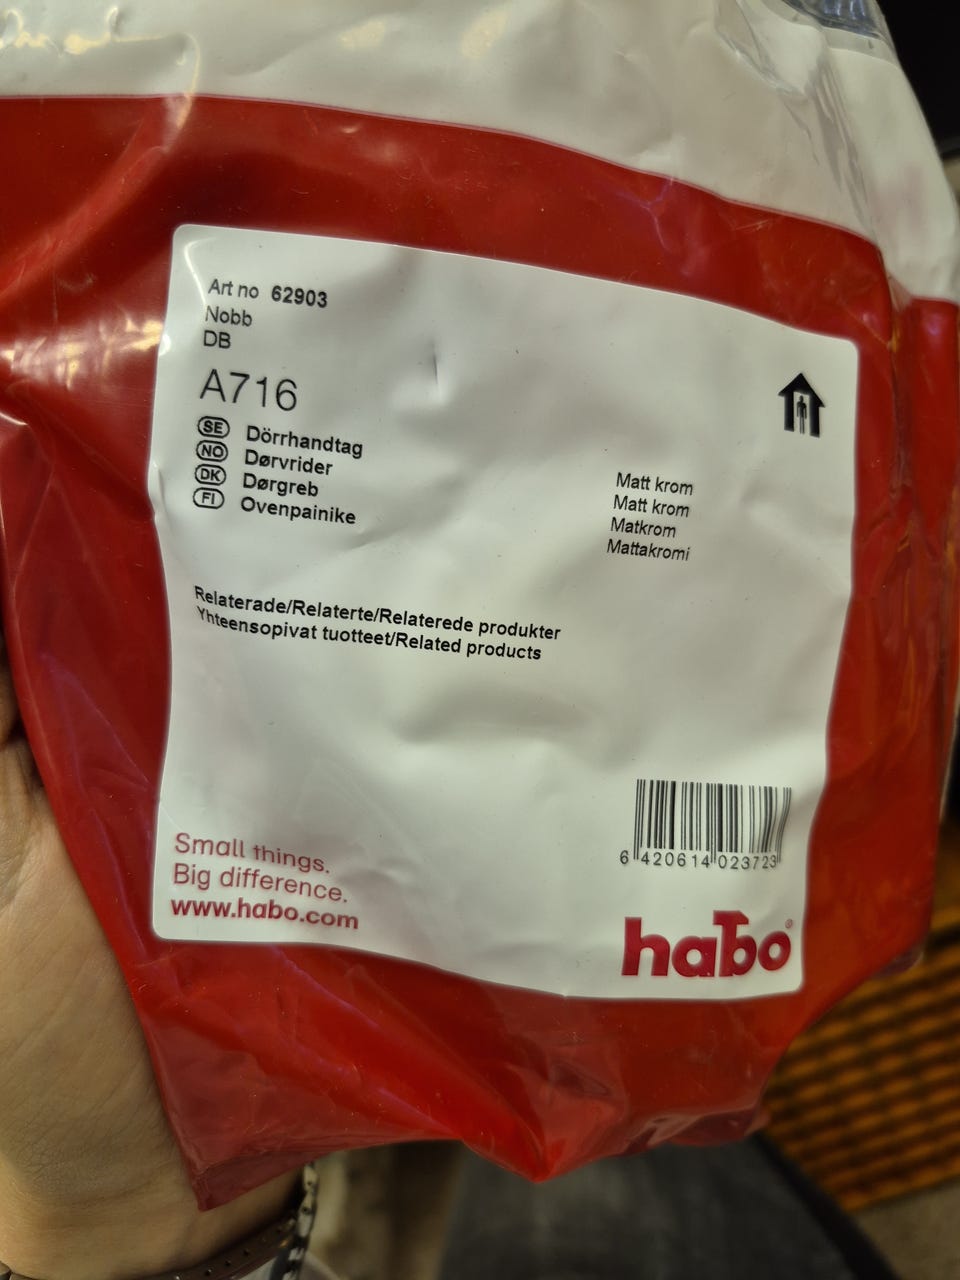 Art no 62903
Nobb
DB
A716
SE Dörrhandtag Matt krom
NO Dørvrider Matt krom
DK Dørgreb Matkrom
FI Ovenpainike Mattakromi
Relaterade/Relaterte/Relaterede produkter
Yhteensopivat tuotteet/Related products
6 420614 023723
Small things.
Big difference.
www.habo.com
habo®